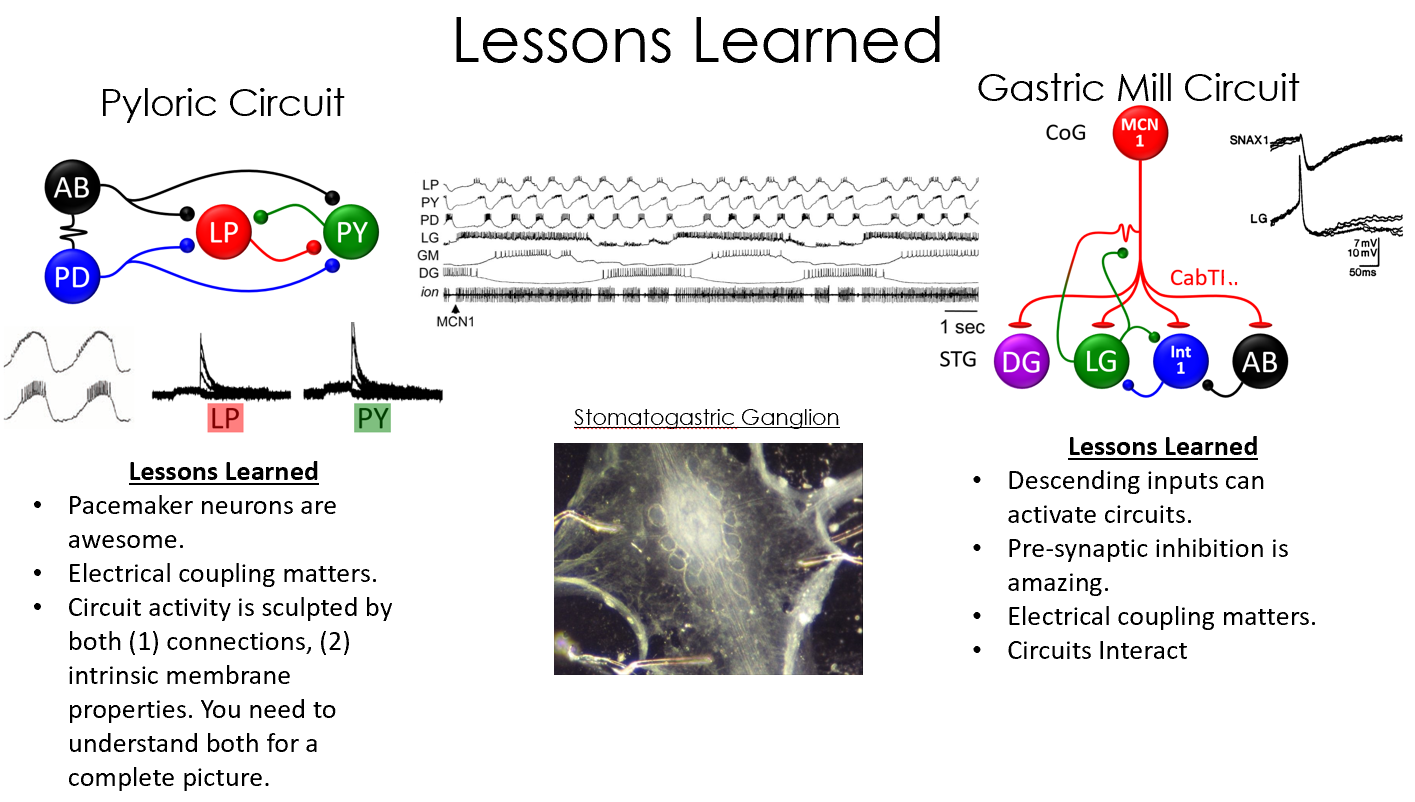 Lessons Learned
Pyloric Circuit
Gastric Mill Circuit
AB
PD
LP
PY
LP
PY
PD
LG
GM
DG
ion
MCN1
1 sec
CoG
MCN
1
SNAX1
LG
7 mV
10 mV
50ms
CabTI..
STG
DG
LG
Int
1
AB
LP
PY
Stomatogastric Ganglion
Lessons Learned
• Pacemaker neurons are
awesome.
• Electrical coupling matters.
• Circuit activity is sculpted by
both (1) connections, (2)
intrinsic membrane
properties. You need to
understand both for a
complete picture.
Lessons Learned
• Descending inputs can
activate circuits.
• Pre-synaptic inhibition is
amazing.
• Electrical coupling matters.
• Circuits Interact